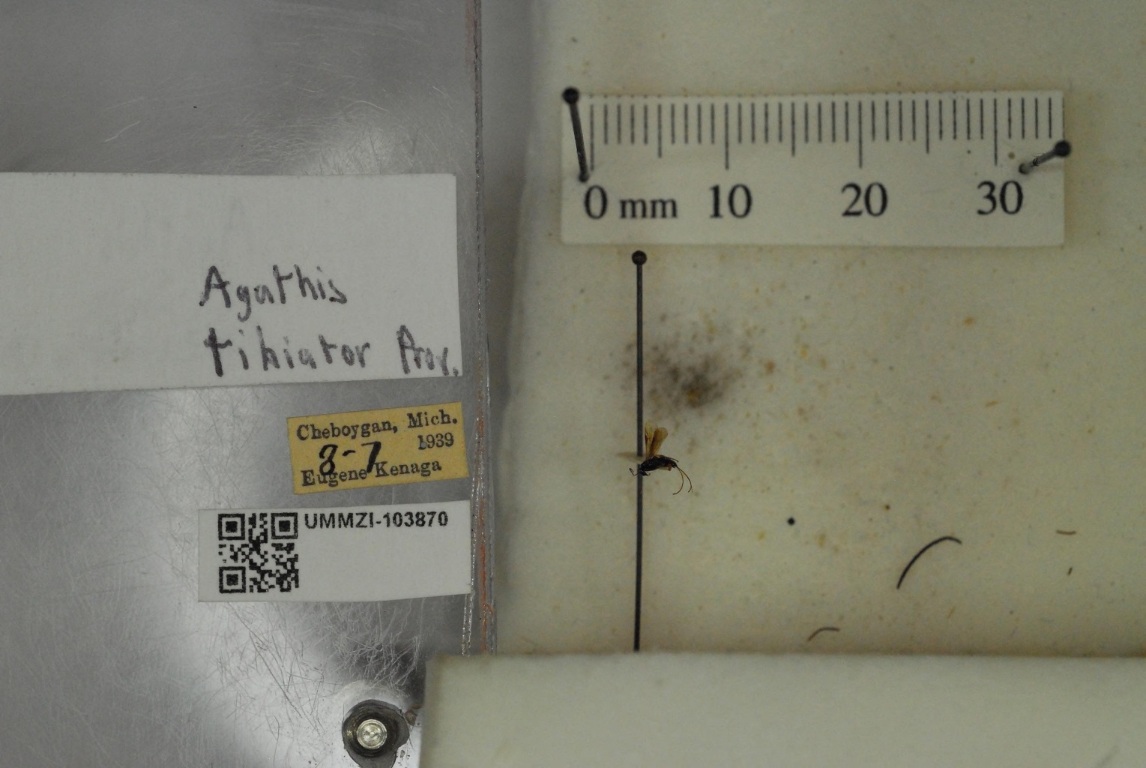 Agathis
tibiator Prov.
Cheboygan, Mich.
8-7 1939
Eugene Kenaga
UMMZI-103870
0 mm 10 20 30